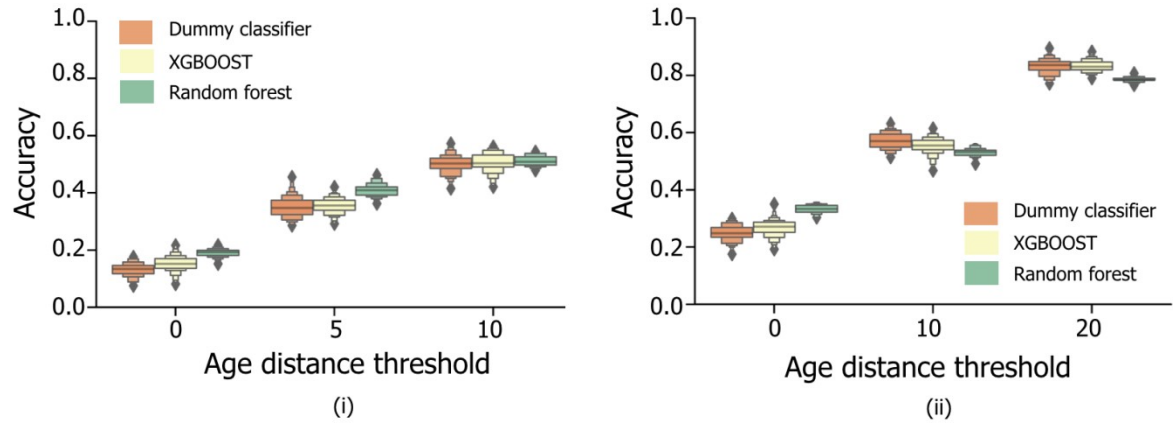 1.0
0.8
0.6
0.4
0.2
0.0
Accuracy
Dummy classifier
XGBOOST
Random forest
0
5
10
Age distance threshold
(i)
1.0
0.8
0.6
0.4
0.2
0.0
Accuracy
Dummy classifier
XGBOOST
Random forest
0
10
20
Age distance threshold
(ii)